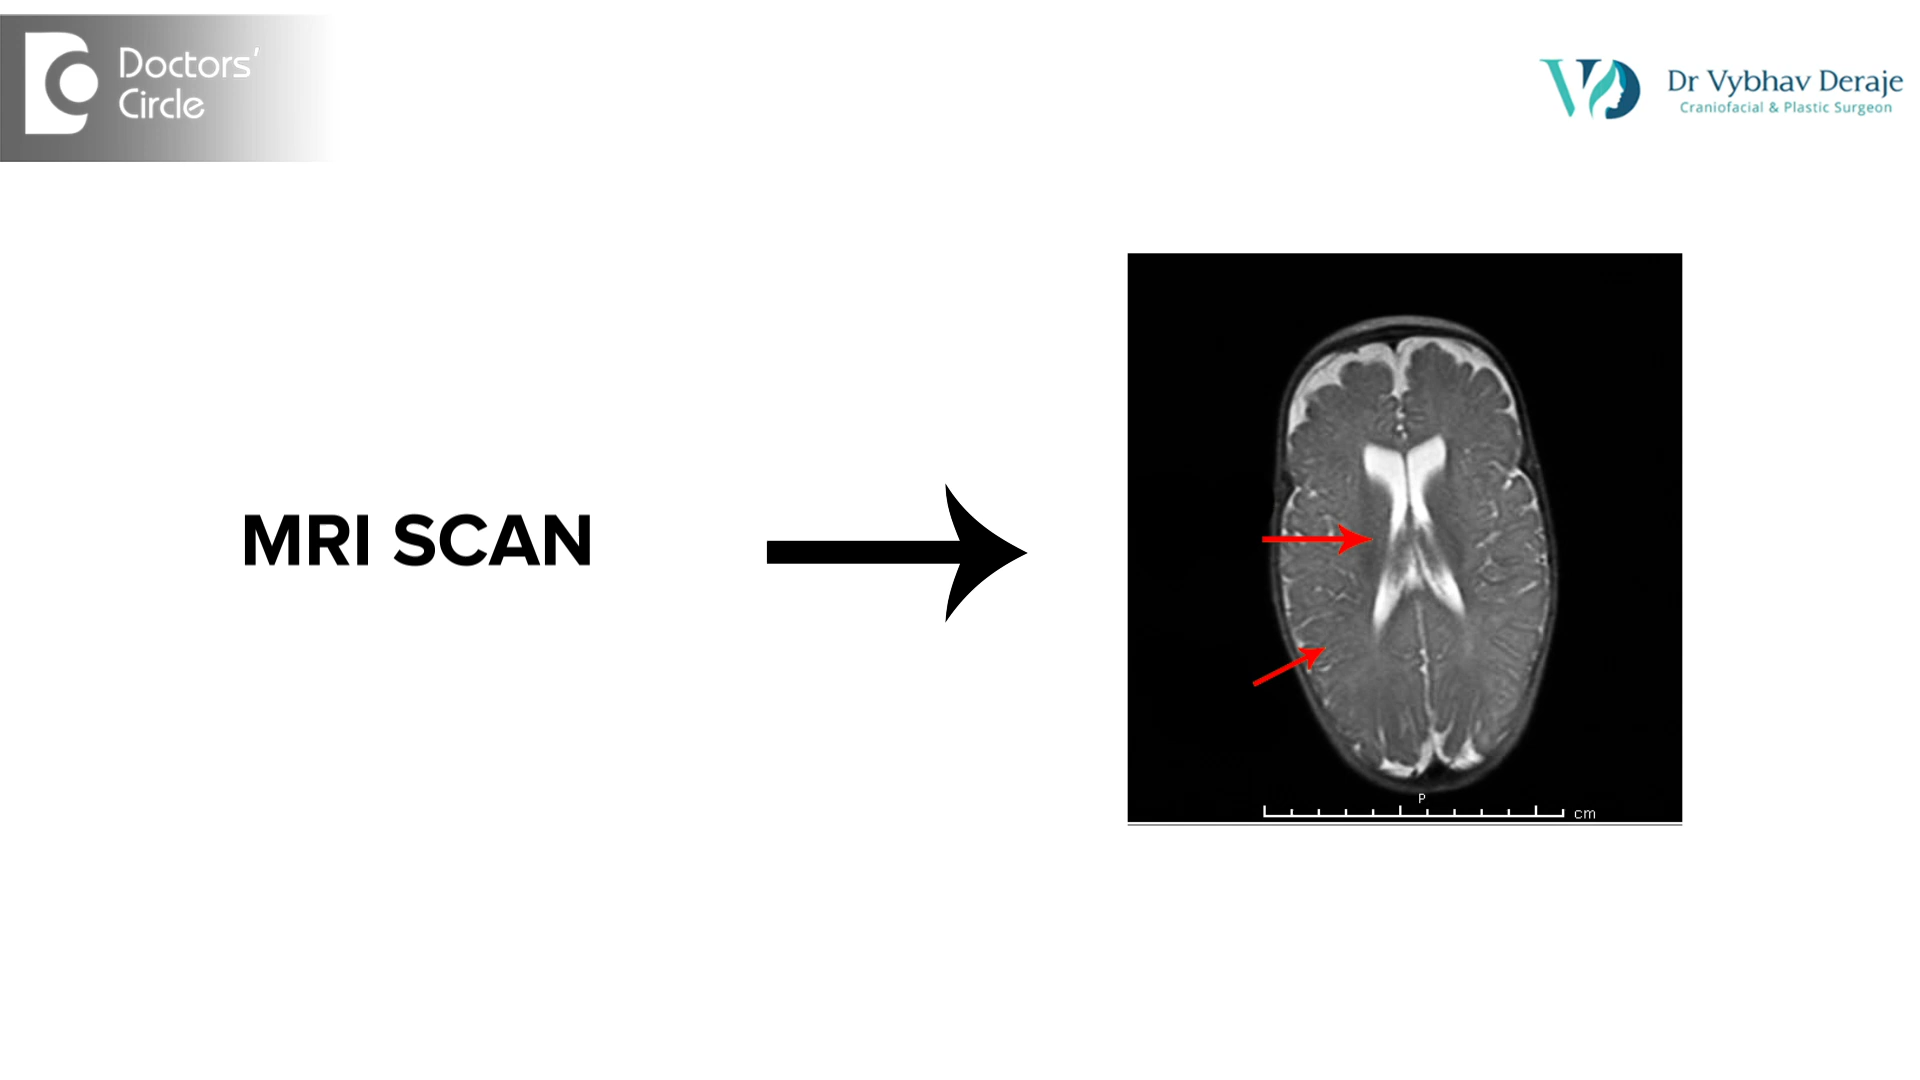 Doctors'
Circle
Dr Vybhav Deraje
Craniofacial & Plastic Surgeon
MRI SCAN
P
cm